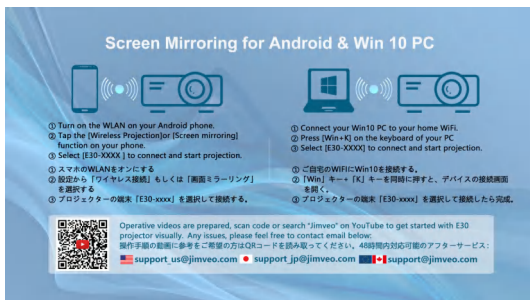 Screen Mirroring for Android & Win 10 PC
① Turn on the WLAN on your Android phone.
② Tap the [Wireless Projection]or [Screen mirroring]
function on your phone.
③ Select [E30-XXXX ] to connect and start projection.
① スマホのWLANをオンにする
② 設定から「ワイヤレス接続」もしくは「画面ミラーリング」
を選択する
③ プロジェクターの端末「E30-xxxx」を選択して接続する。
① Connect your Win10 PC to your home WiFi.
② Press [Win+K] on the keyboard of your PC
③ Select [E30-XXXX ] to connect and start projection.
① ご自宅のWIFIにWin10を接続する。
② 「Win」キー+「K」キーを同時に押すと、デバイスの接続画面
を開く。
③ プロジェクターの端末「E30-xxxx」を選択して接続したら完成。
Operative videos are prepared, scan code or search "Jimveo" on YouTube to get started with E30
projector visually. Any issues, please feel free to contact email below:
操作手順の動画に参考をご希望の方はQRコードを読み取ってください。48時間内対応可能のアフターサービス:
support_us@jimveo.com support_jp@jimveo.com support@jimveo.com